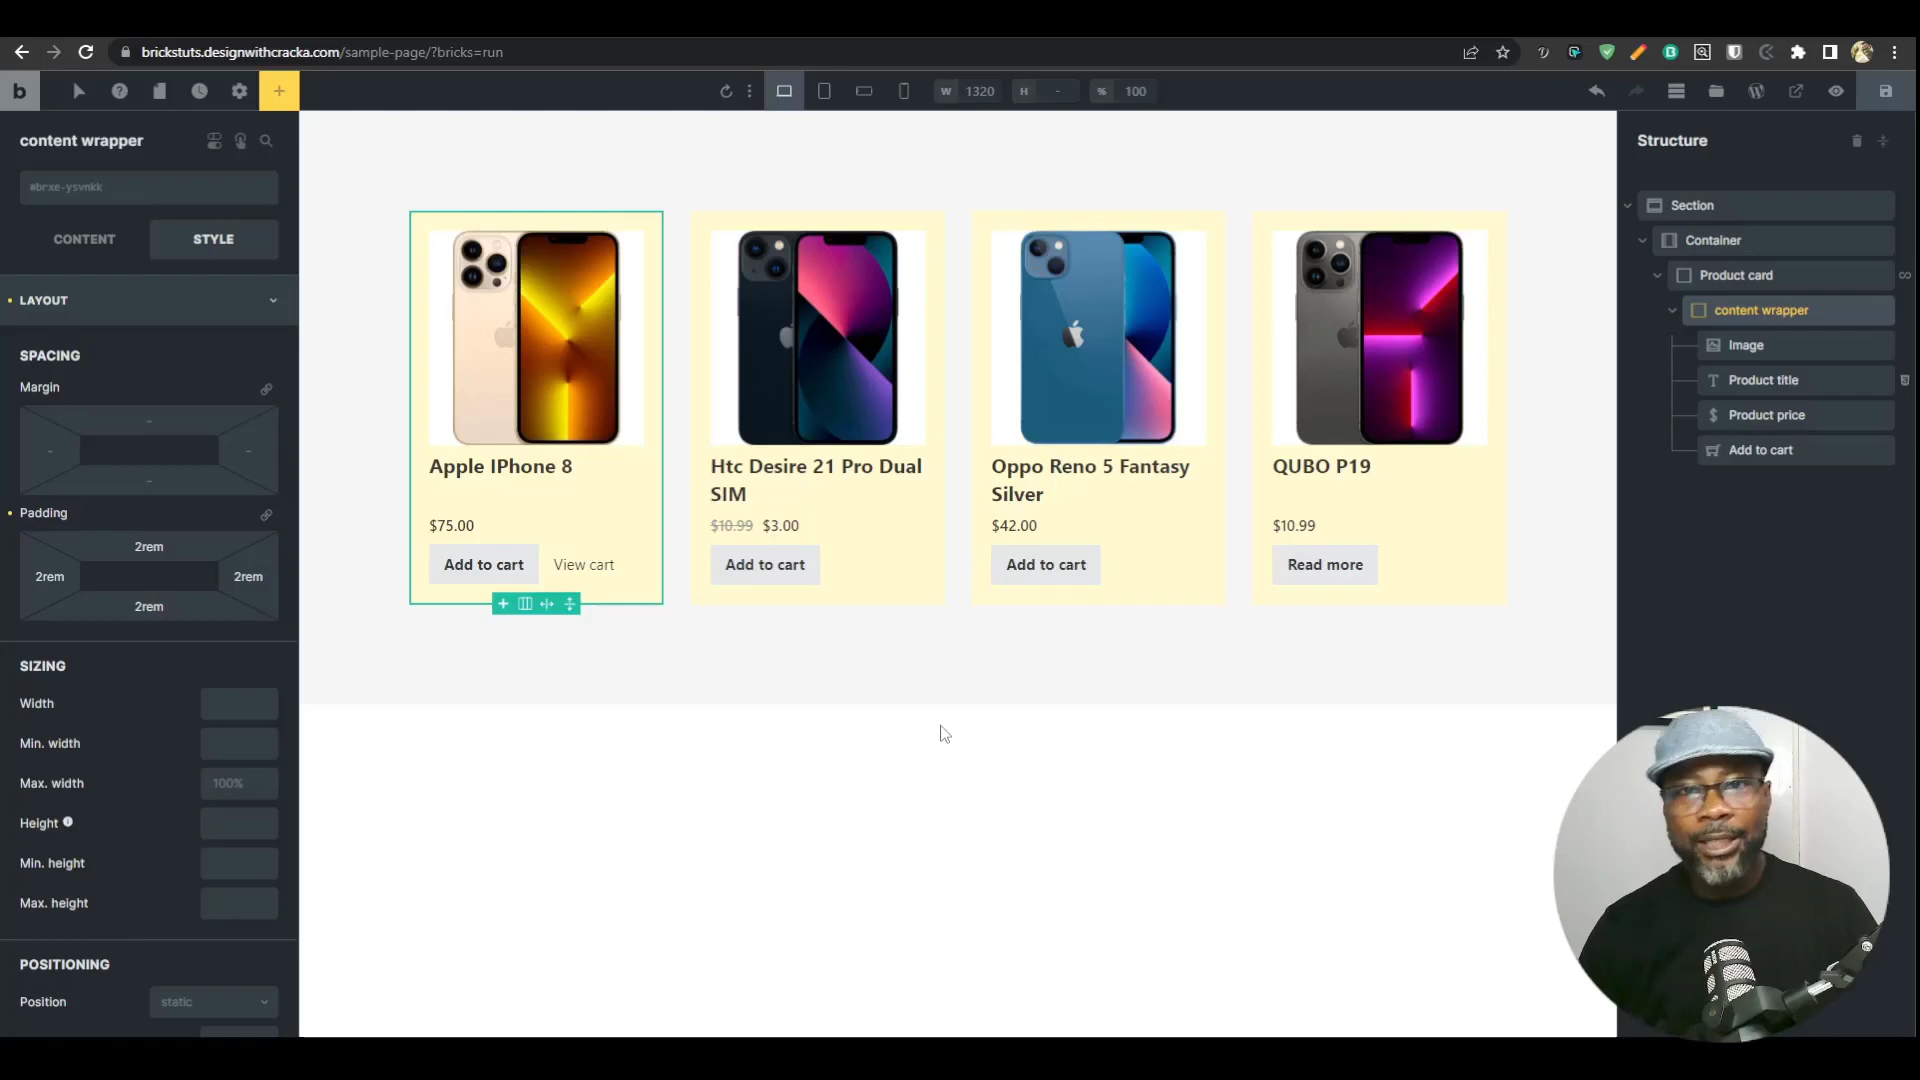 brickstuts.designwithcracka.com/sample-page/?bricks=run
b
+
W 1320
H -
% 100
content wrapper
#brxe-ysvnkk
CONTENT
STYLE
LAYOUT
SPACING
Margin
-
- -
-
Padding
2rem
2rem 2rem
2rem
SIZING
Width
Min. width
Max. width 100%
Height
Min. height
Max. height
POSITIONING
Position static
Apple IPhone 8
$75.00
Add to cart View cart
Htc Desire 21 Pro Dual
SIM
$10.99 $3.00
Add to cart
Oppo Reno 5 Fantasy
Silver
$42.00
Add to cart
QUBO P19
$10.99
Read more
Structure
Section
Container
Product card
content wrapper
Image
Product title
Product price
Add to cart